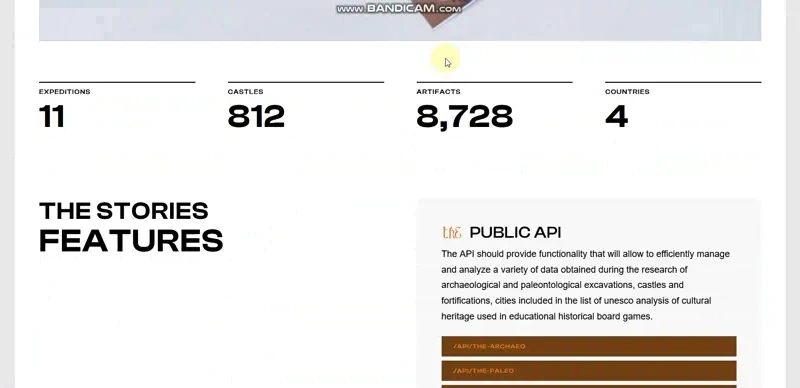 www.BANDICAM.com
EXPEDITIONS
11
CASTLES
812
ARTIFACTS
8,728
COUNTRIES
4
THE STORIES
FEATURES
the PUBLIC API
The API should provide functionality that will allow to efficiently manage
and analyze a variety of data obtained during the research of
archaeological and paleontological excavations, castles and
fortifications, cities included in the list of unesco analysis of cultural
heritage used in educational historical board games.
/API/THE-ARCHAEO
/API/THE-PALEO